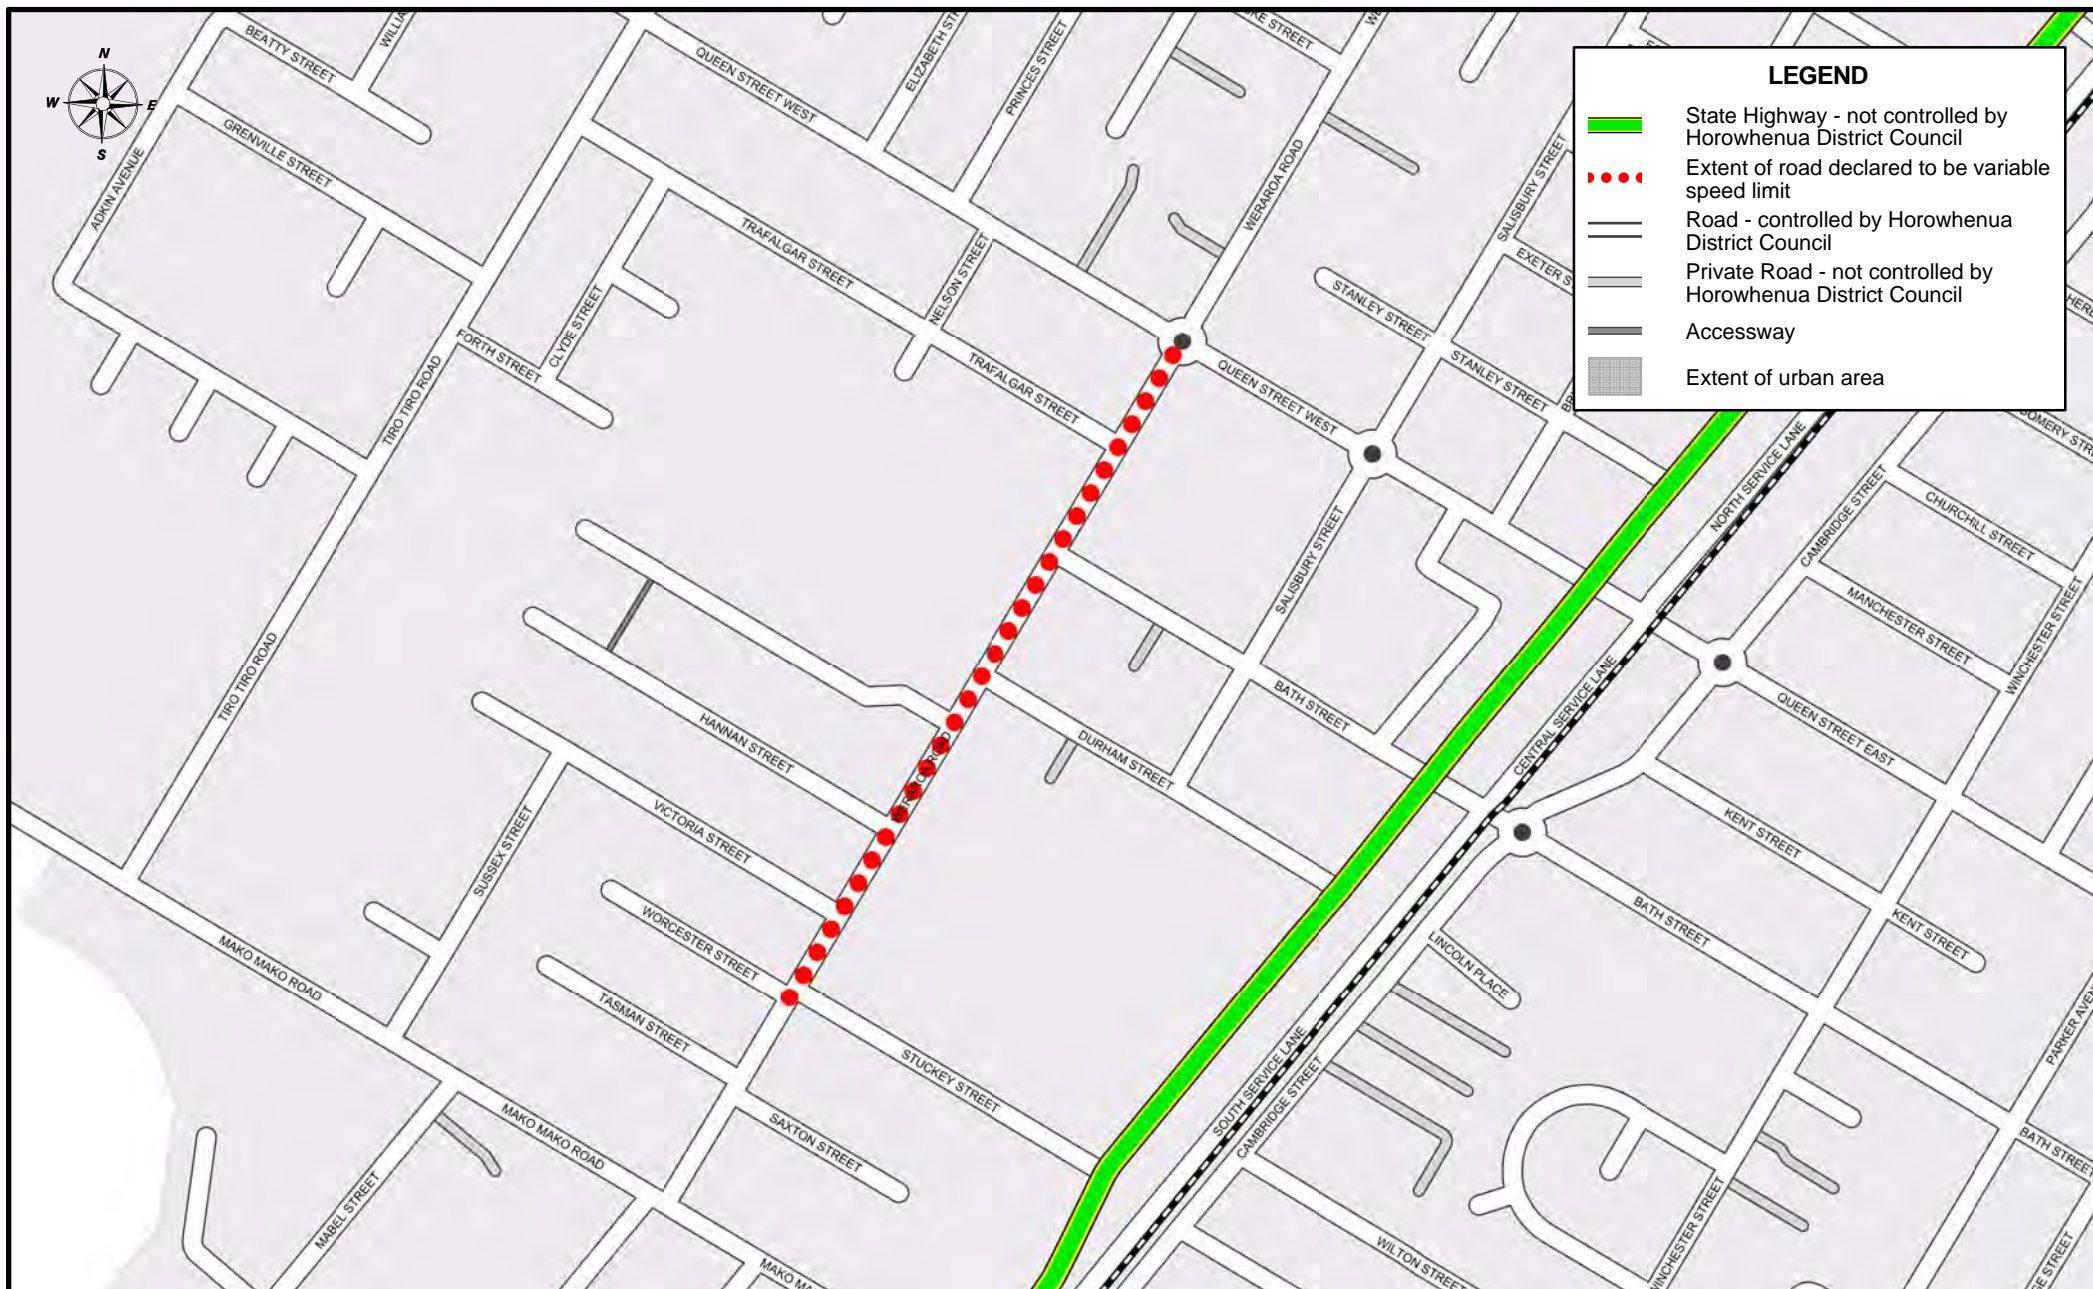 N
W
E
S
BEATTY STREET
GRENVILLE STREET
ADKIN AVENUE
QUEEN STREET WEST
PRINCES STREET
TRAFALGAR STREET
NELSON STREET
WERAROA ROAD
SALISBURY STREET
CLYDE STREET
FORTH STREET
TIRO TIRO ROAD
TRAFALGAR STREET
STANLEY STREET
STANLEY STREET
QUEEN STREET WEST
LEGEND
State Highway - not controlled by
Horowhenua District Council
Extent of road declared to be variable
speed limit
Road - controlled by Horowhenua
District Council
Private Road - not controlled by
Horowhenua District Council
Accessway
Extent of urban area
NORTH SERVICE LANE
CAMBRIDGE STREET
CHURCHILL STREET
MANCHESTER STREET
WINCHESTER STREET
SALISBURY STREET
TIRO TIRO ROAD
HANNAN STREET
WERAROA ROAD
DURHAM STREET
BATH STREET
CENTRAL SERVICE LANE
QUEEN STREET EAST
VICTORIA STREET
SUSSEX STREET
KENT STREET
KENT STREET
WORCESTER STREET
MAKO MAKO ROAD
TASMAN STREET
BATH STREET
LINCOLN PLACE
STUCKEY STREET
SOUTH SERVICE LANE
CAMBRIDGE STREET
MAKO MAKO ROAD
SAXTON STREET
MABEL STREET
BATH STREET
WILTON STREET
WINCHESTER STREET